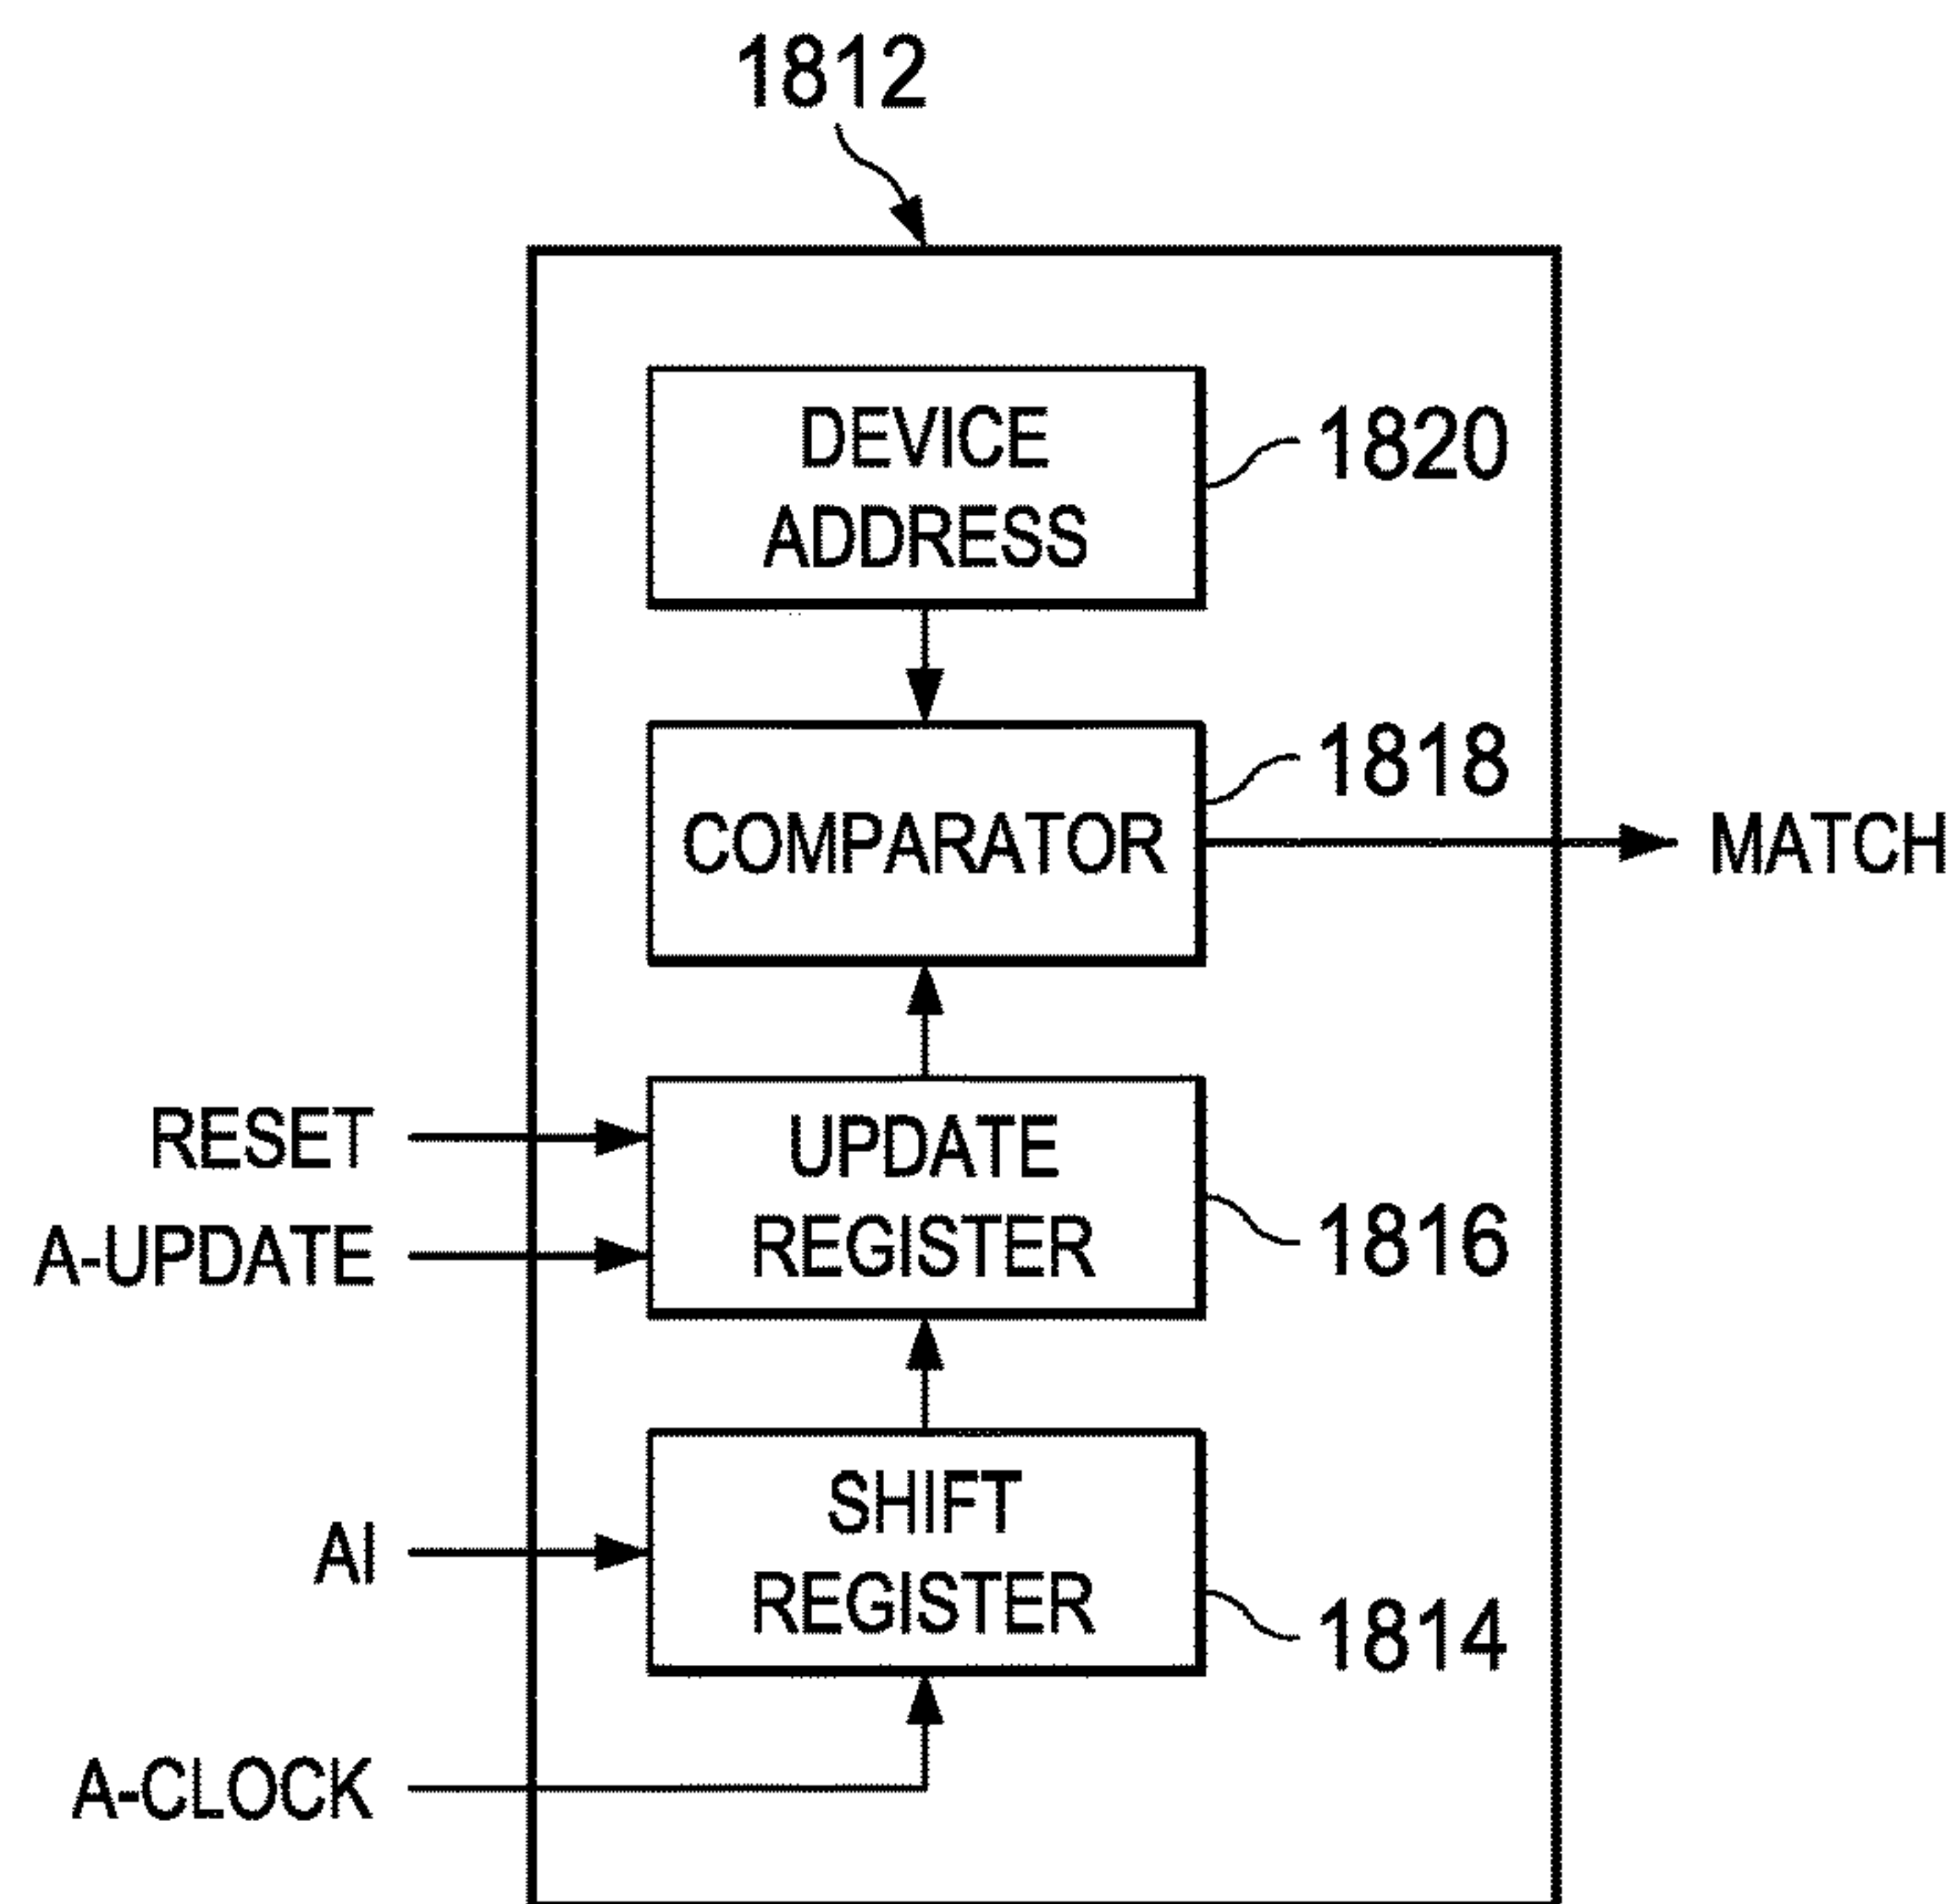 1812
DEVICE
ADDRESS
1820
COMPARATOR
1818
MATCH
RESET
A-UPDATE
UPDATE
REGISTER
1816
AI
SHIFT
REGISTER
1814
A-CLOCK